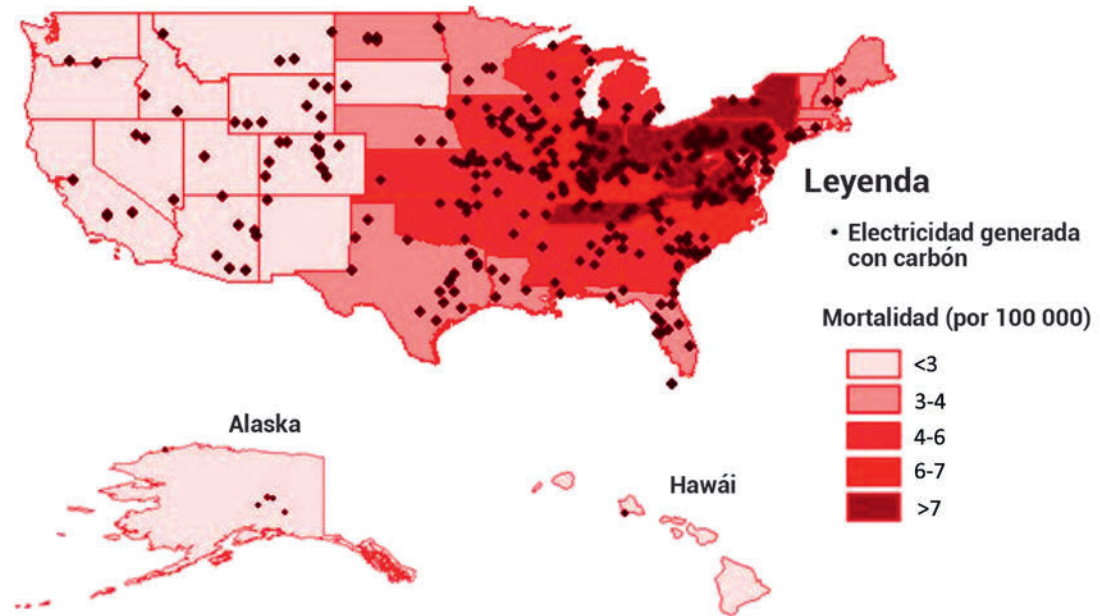 Leyenda
• Electricidad generada
con carbón
Mortalidad (por 100 000)
<3
3-4
4-6
6-7
>7
Alaska
Hawái